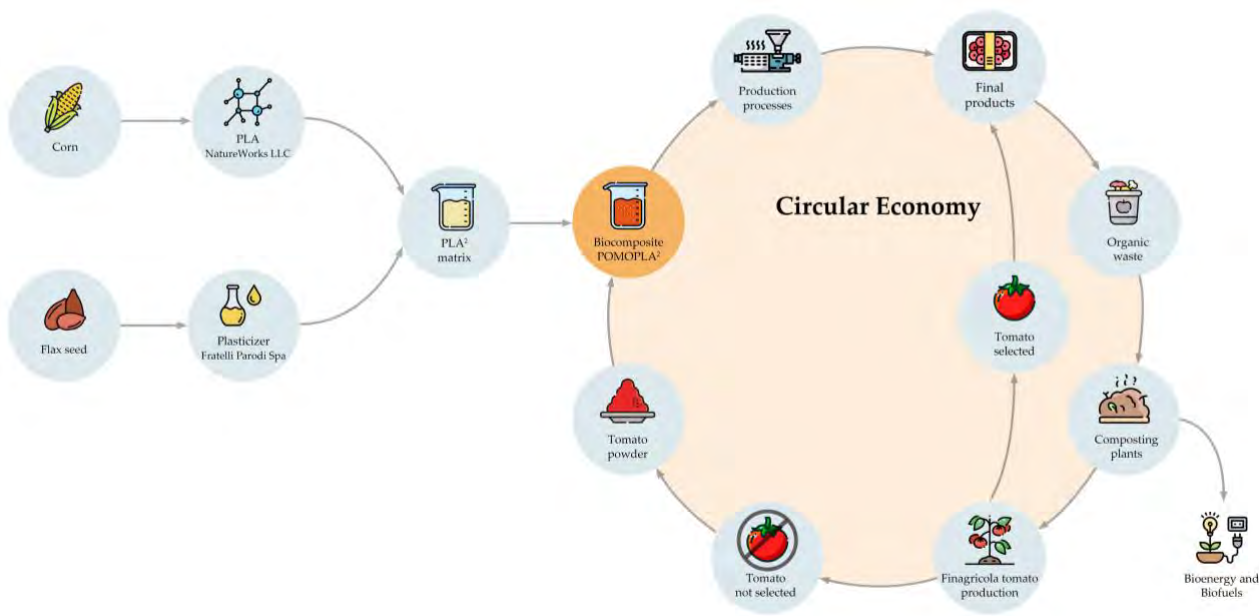 Corn
PLA
NatureWorks LLC
Flax seed
Plasticizer
Fratelli Parodi Spa
PLA²
matrix
Biocomposite
POMOPLA²
Production
processes
Final
products
Circular Economy
Organic
waste
Tomato
selected
Composting
plants
Tomato
powder
Tomato
not selected
Finagricola tomato
production
Bioenergy and
Biofuels